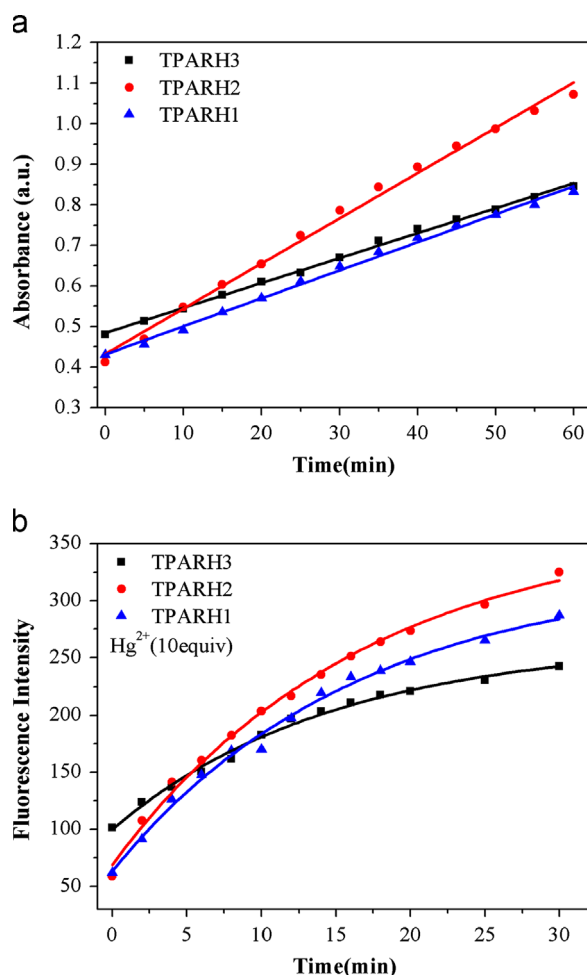 a
1.2
1.1
1.0
0.9
0.8
0.7
0.6
0.5
0.4
0.3
Absorbance (a.u.)
TPARH3
TPARH2
TPARH1
0 10 20 30 40 50 60
Time(min)
b
350
300
250
200
150
100
50
Fluorescence Intensity
TPARH3
TPARH2
TPARH1
Hg²⁺(10equiv)
0 5 10 15 20 25 30
Time(min)